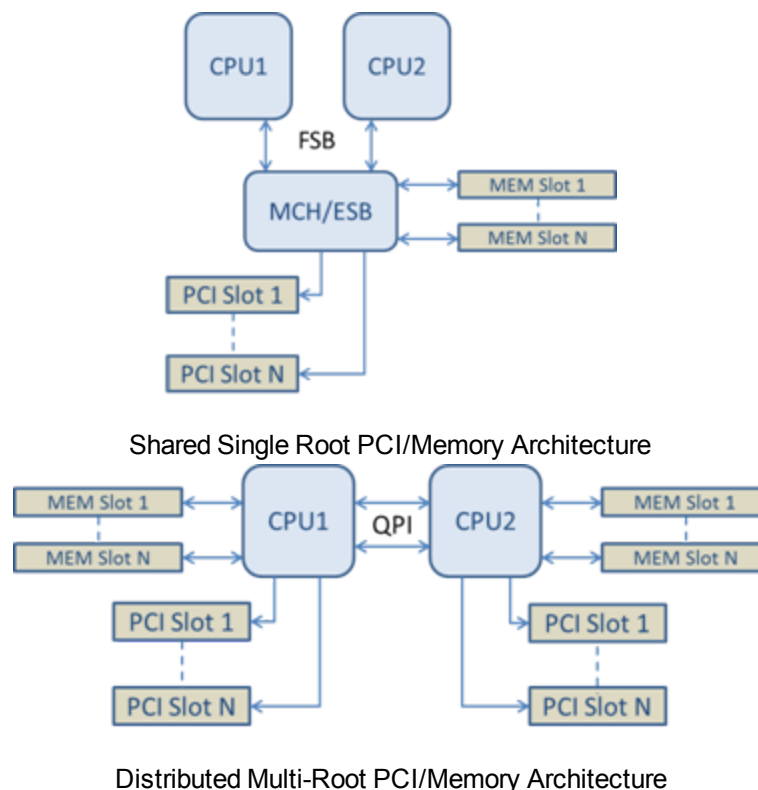 CPU1
CPU2
FSB
MCH/ESB
MEM Slot 1
MEM Slot N
PCI Slot 1
PCI Slot N
Shared Single Root PCI/Memory Architecture
MEM Slot 1
MEM Slot N
CPU1
QPI
CPU2
MEM Slot 1
MEM Slot N
PCI Slot 1
PCI Slot N
PCI Slot 1
PCI Slot N
Distributed Multi-Root PCI/Memory Architecture